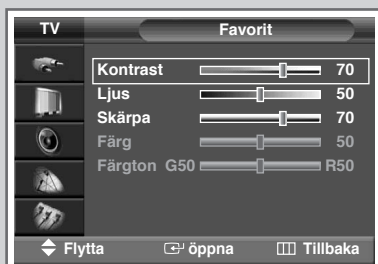 TV Favorit
Kontrast 70
Ljus 50
Skärpa 70
Färg 50
Färgton G50 R50
Flytta öppna Tillbaka